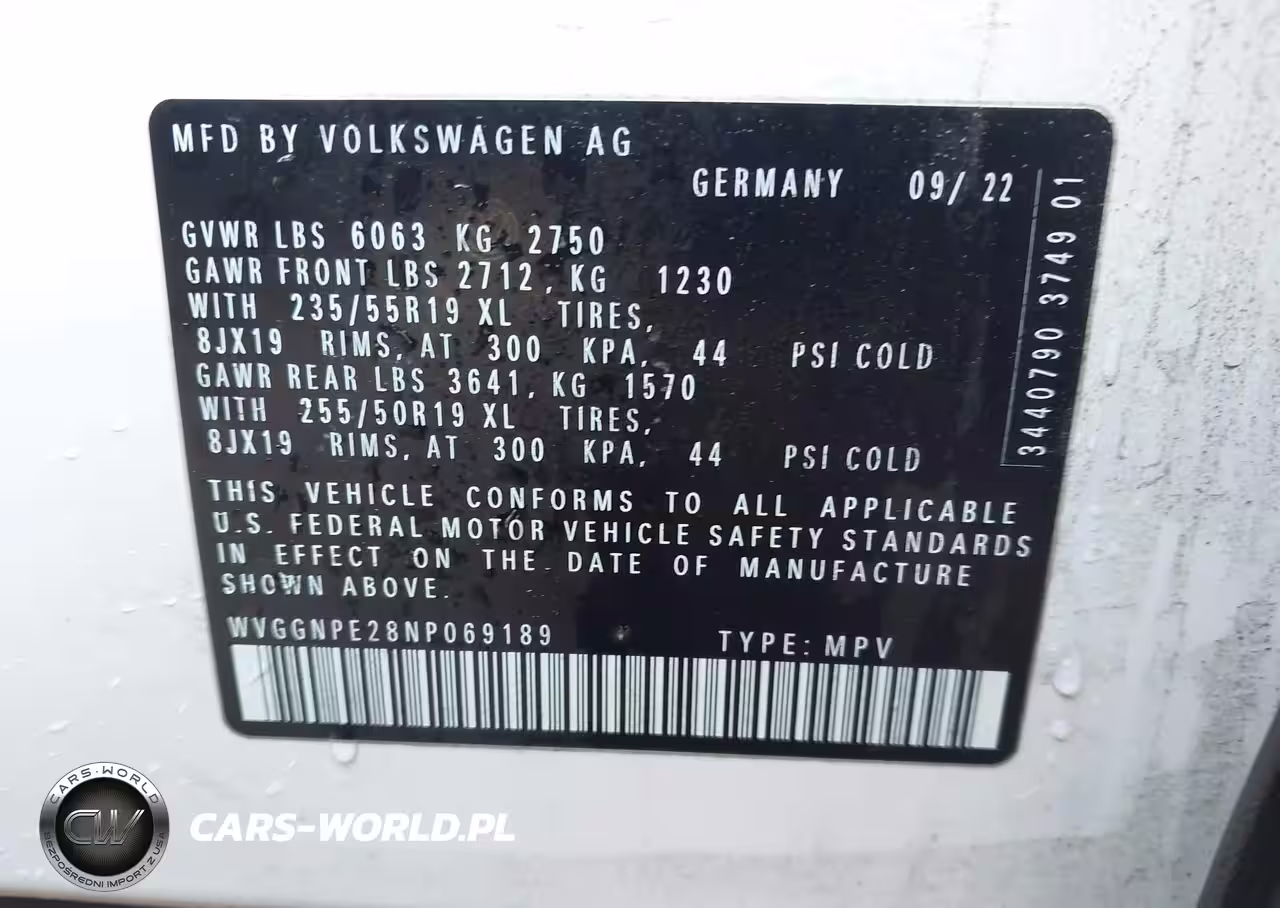 MFD BY VOLKSWAGEN AG
GERMANY 09/ 22
GVWR LBS 6063 KG 2750
GAWR FRONT LBS 2712, KG 1230
WITH 235/55R19 XL TIRES,
8JX19 RIMS, AT 300 KPA, 44 PSI COLD
GAWR REAR LBS 3641, KG 1570
WITH 255/50R19 XL TIRES,
8JX19 RIMS, AT 300 KPA, 44 PSI COLD
THIS VEHICLE CONFORMS TO ALL APPLICABLE
U.S. FEDERAL MOTOR VEHICLE SAFETY STANDARDS
IN EFFECT ON THE DATE OF MANUFACTURE
SHOWN ABOVE.
WVGGNPE28NP069189 TYPE: MPV
3440790 3749 01
CARS-WORLD
CW
BEZPOŚREDNI IMPORT Z USA
CARS-WORLD.PL